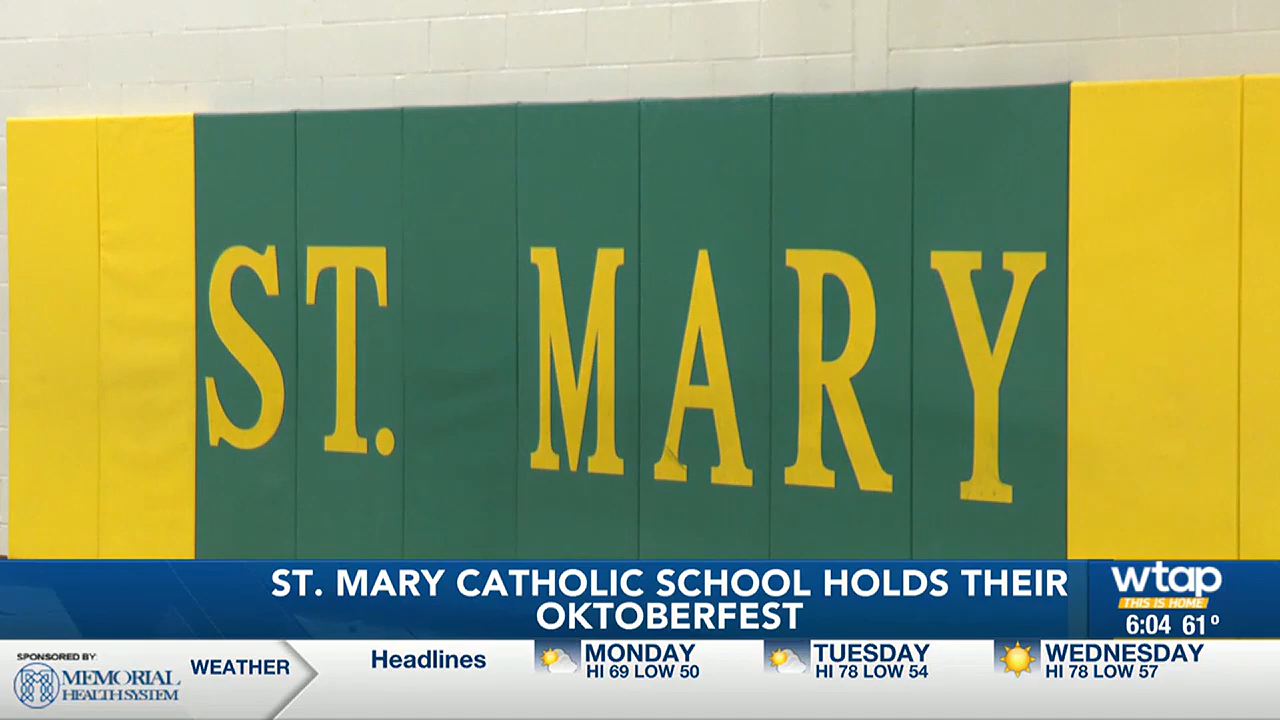 ST. MARY
ST. MARY CATHOLIC SCHOOL HOLDS THEIR
OKTOBERFEST
wtap
THIS IS HOME
6:04 61°
SPONSORED BY:
MEMORIAL
HEALTH SYSTEM
WEATHER
Headlines
MONDAY
HI 69 LOW 50
TUESDAY
HI 78 LOW 54
WEDNESDAY
HI 78 LOW 57